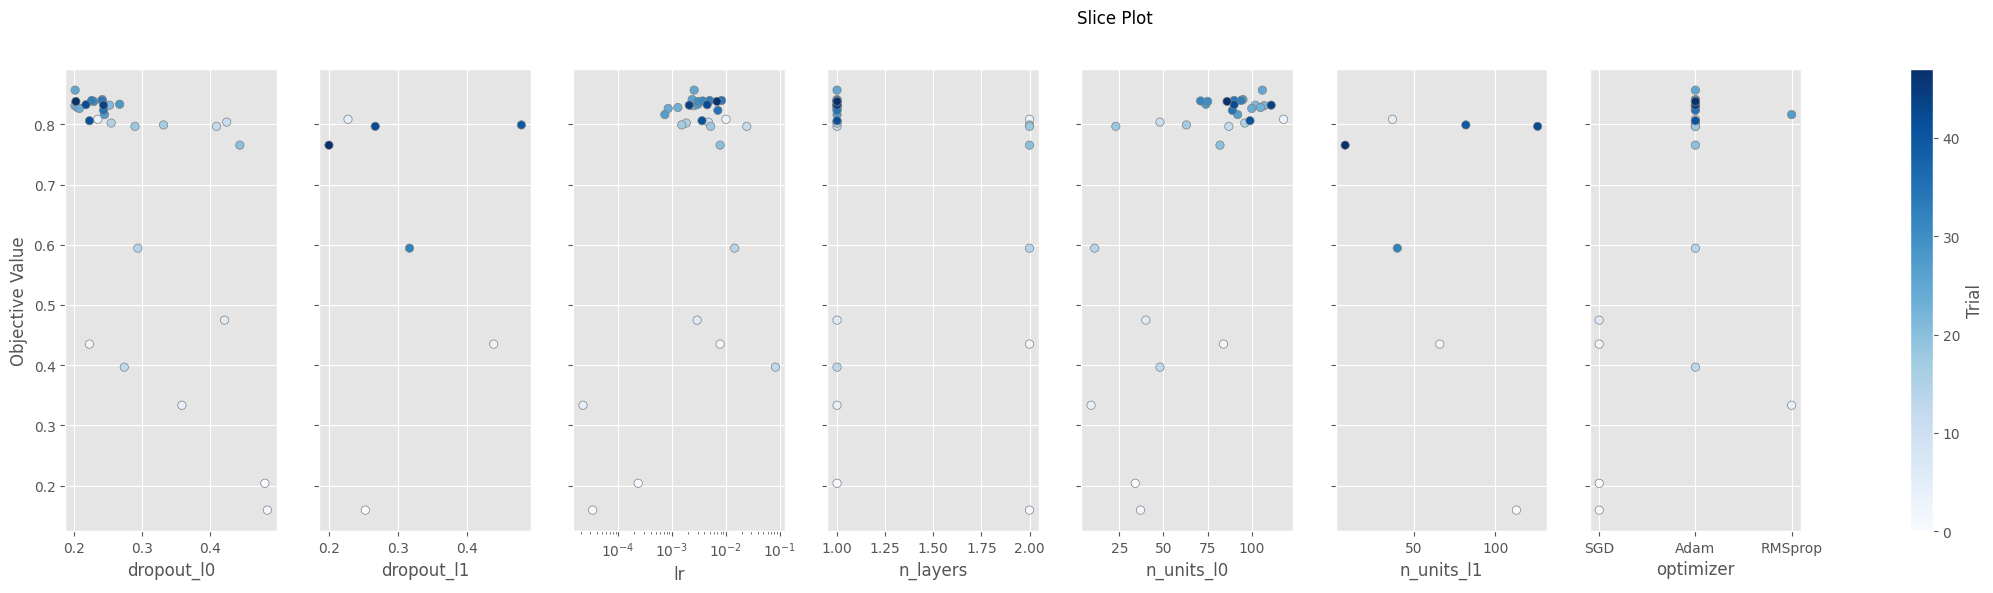 Slice Plot
Objective Value
0.8
0.7
0.6
0.5
0.4
0.3
0.2
0.2 0.3 0.4
dropout_l0
0.2 0.3 0.4
dropout_l1
10⁻⁴ 10⁻³ 10⁻² 10⁻¹
lr
1.00 1.25 1.50 1.75 2.00
n_layers
25 50 75 100
n_units_l0
50 100
n_units_l1
SGD Adam RMSprop
optimizer
40
30
20
10
0
Trial